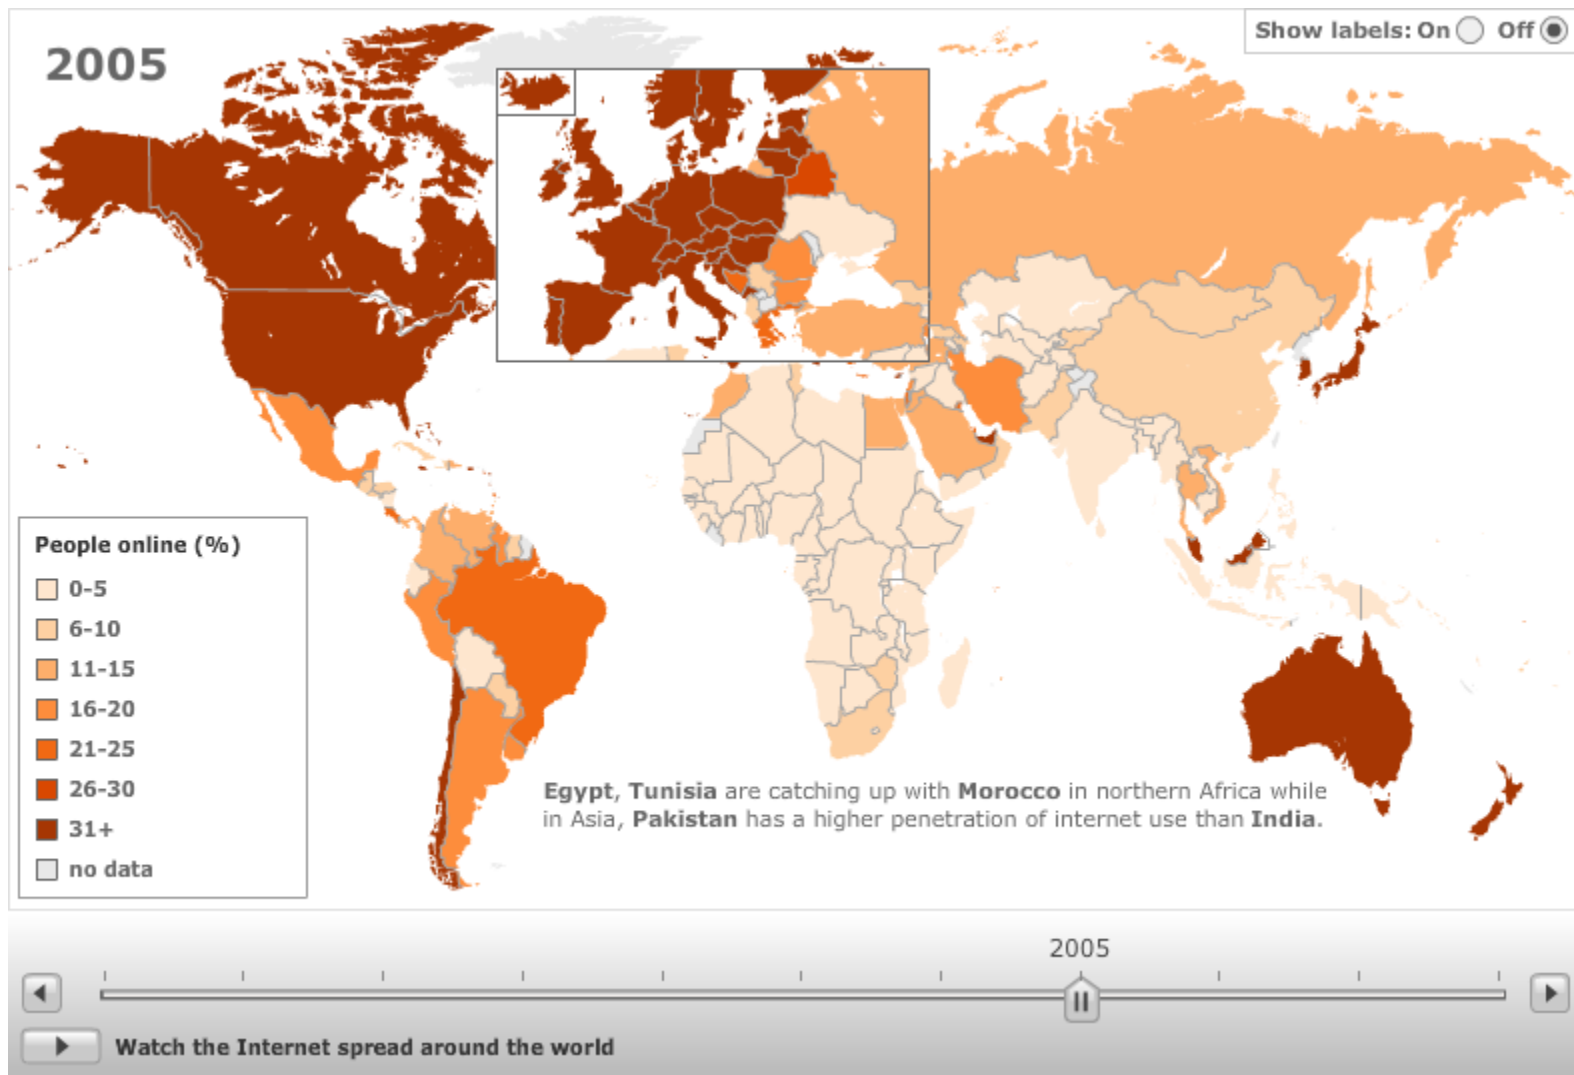 2005
Show labels: On Off
People online (%)
0-5
6-10
11-15
16-20
21-25
26-30
31+
no data
Egypt, Tunisia are catching up with Morocco in northern Africa while
in Asia, Pakistan has a higher penetration of internet use than India.
2005
Watch the Internet spread around the world